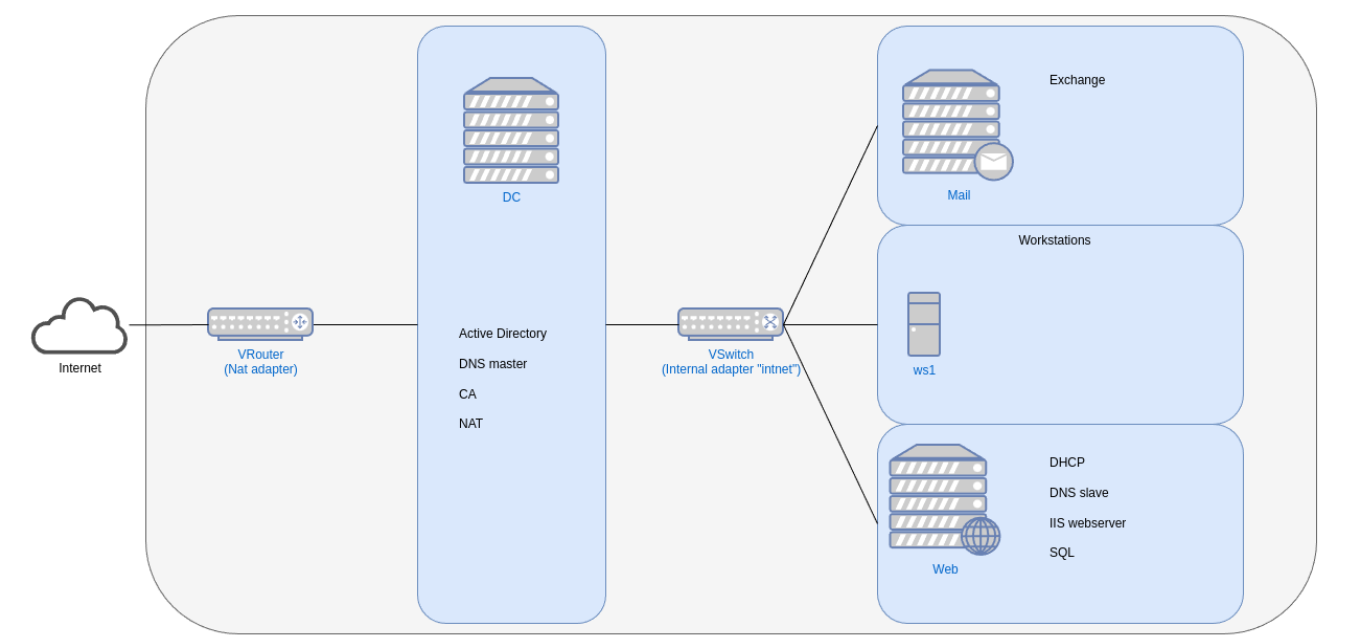 Internet
VRouter
(Nat adapter)
DC
Active Directory
DNS master
CA
NAT
VSwitch
(Internal adapter "intnet")
Exchange
Mail
Workstations
ws1
DHCP
DNS slave
IIS webserver
SQL
Web